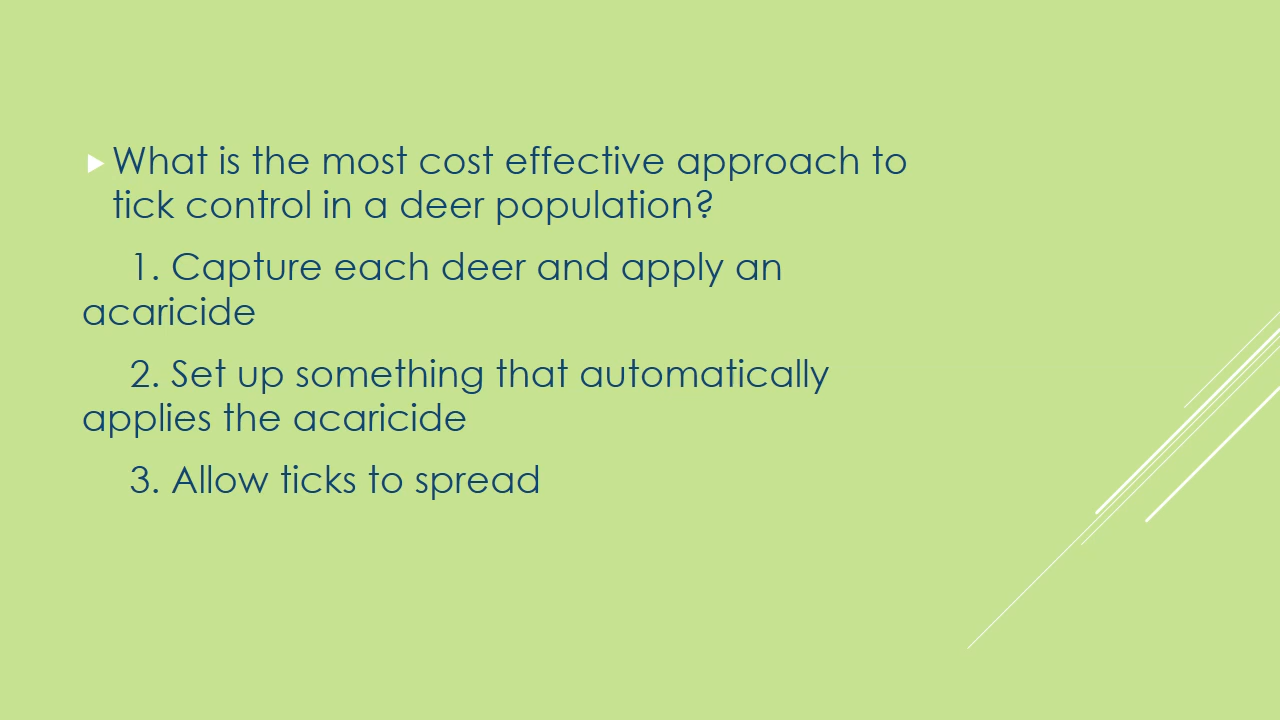 What is the most cost effective approach to
tick control in a deer population?
1. Capture each deer and apply an
acaricide
2. Set up something that automatically
applies the acaricide
3. Allow ticks to spread